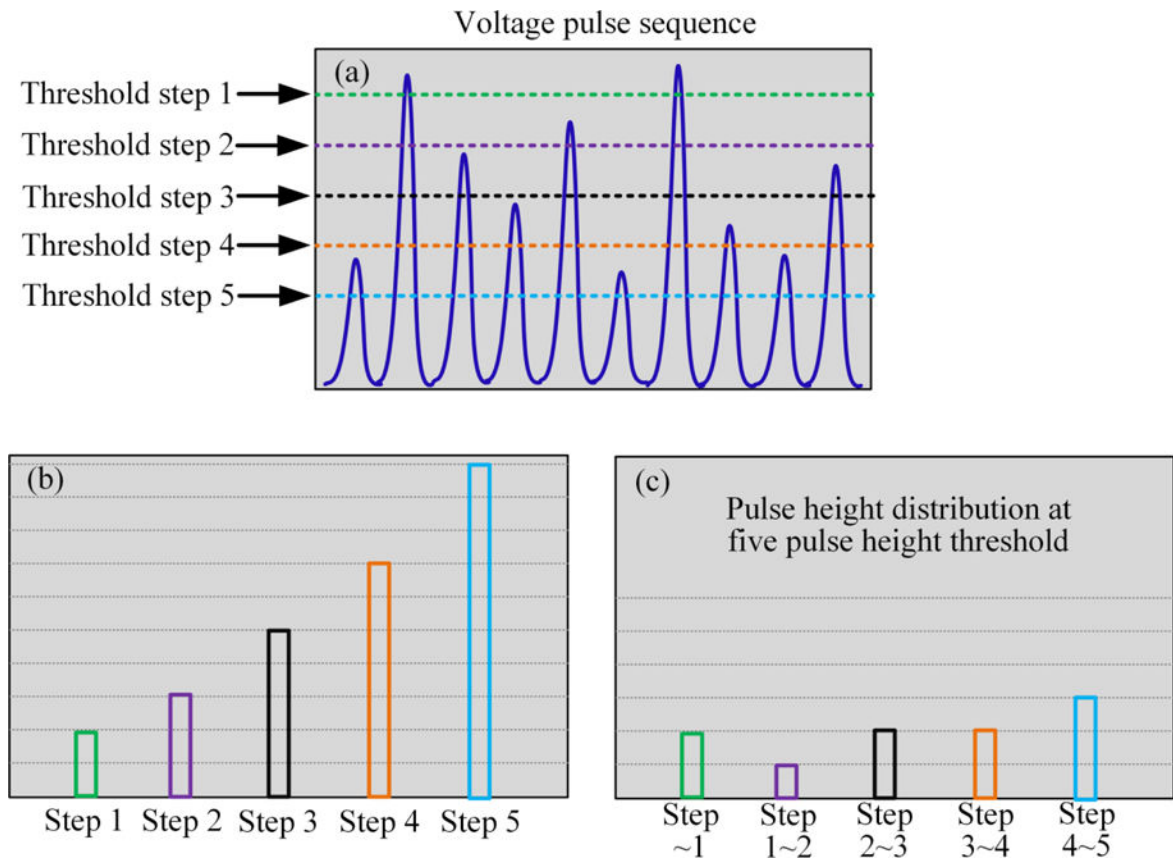 Voltage pulse sequence
(a)
Threshold step 1
Threshold step 2
Threshold step 3
Threshold step 4
Threshold step 5
(b)
Step 1 Step 2 Step 3 Step 4 Step 5
(c)
Pulse height distribution at
five pulse height threshold
Step Step Step Step Step
~1 1~2 2~3 3~4 4~5